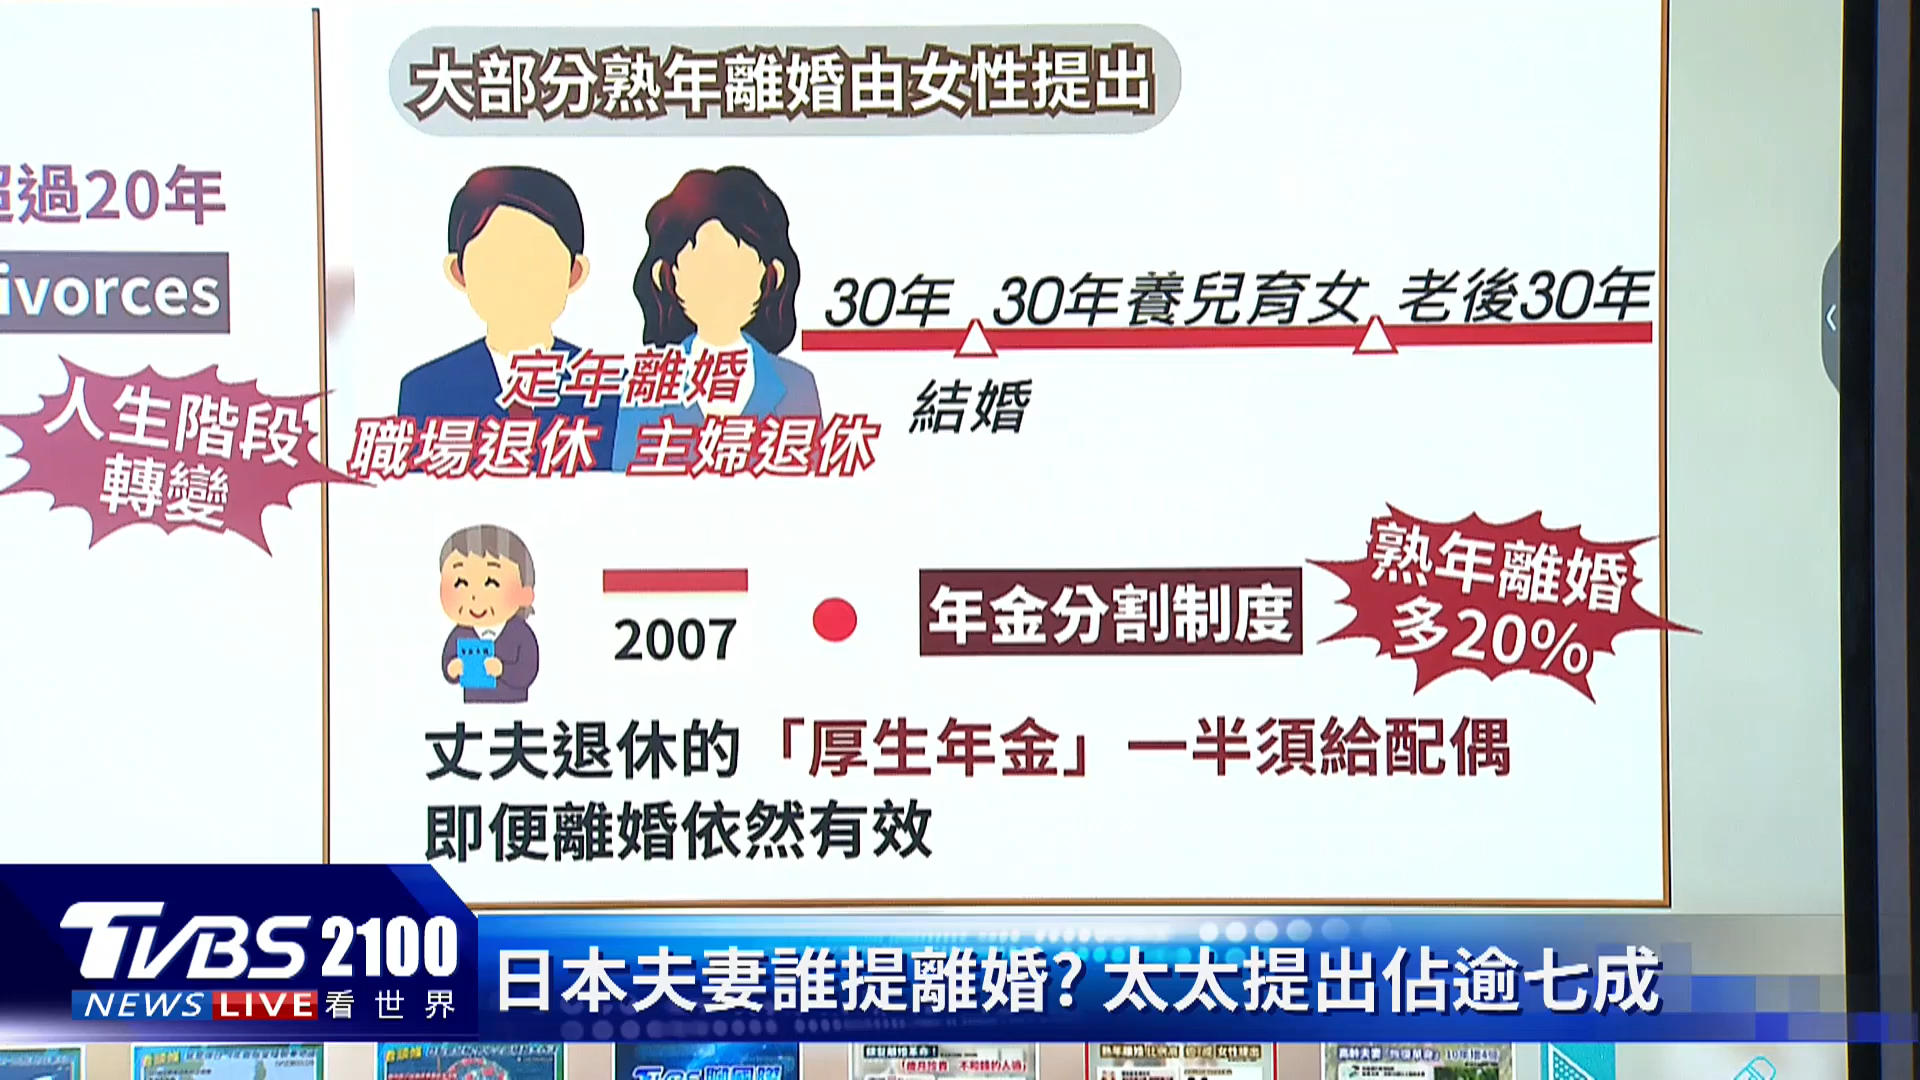 大部分熟年離婚由女性提出
超過20年
ivorces
人生階段
轉變
30年
30年養兒育女
老後30年
結婚
定年離婚
職場退休 主婦退休
2007
年金分割制度
熟年離婚
多20%
丈夫退休的「厚生年金」一半須給配偶
即便離婚依然有效
TVBS 2100
NEWS LIVE 看世界
日本夫妻誰提離婚? 太太提出佔逾七成